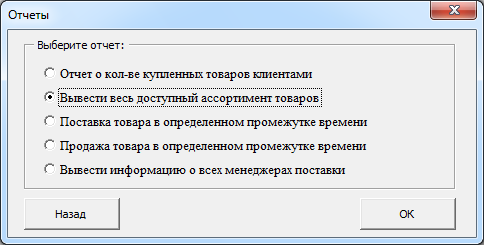 Отчеты
Выберите отчет:
Отчет о кол-ве купленных товаров клиентами
Вывести весь доступный ассортимент товаров
Поставка товара в определенном промежутке времени
Продажа товара в определенном промежутке времени
Вывести информацию о всех менеджерах поставки
Назад
ОК